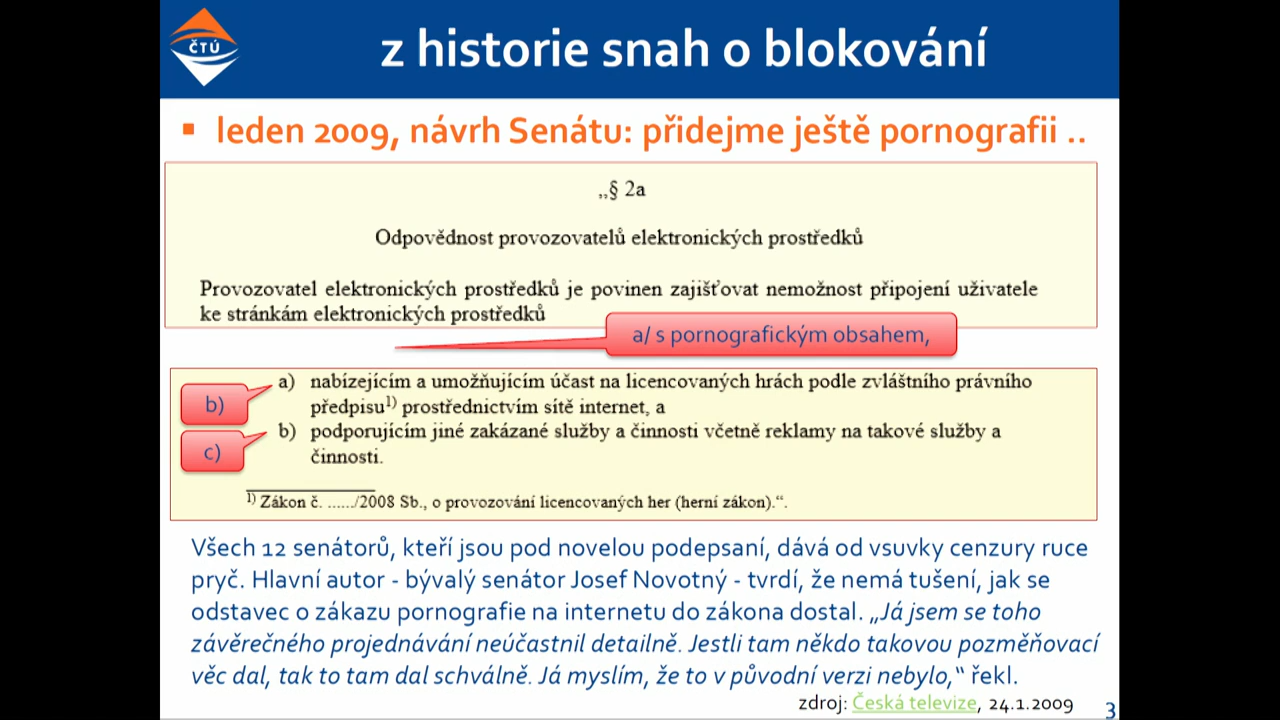 ČTÚ
z historie snah o blokování
leden 2009, návrh Senátu: přidejme ještě pornografii ..
„§ 2a
Odpovědnost provozovatelů elektronických prostředků
Provozovatel elektronických prostředků je povinen zajišťovat nemožnost připojení uživatele
ke stránkám elektronických prostředků
a/ s pornografickým obsahem,
b)
a) nabízejícím a umožňujícím účast na licencovaných hrách podle zvláštního právního
předpisu1) prostřednictvím sítě internet, a
c)
b) podporujícím jiné zakázané služby a činnosti včetně reklamy na takové služby a
činnosti.
1) Zákon č. ....../2008 Sb., o provozování licencovaných her (herní zákon).“.
Všech 12 senátorů, kteří jsou pod novelou podepsaní, dává od vsuvky cenzury ruce
pryč. Hlavní autor - bývalý senátor Josef Novotný - tvrdí, že nemá tušení, jak se
odstavec o zákazu pornografie na internetu do zákona dostal. „Já jsem se toho
závěrečného projednávání neúčastnil detailně. Jestli tam někdo takovou pozměňovací
věc dal, tak to tam dal schválně. Já myslím, že to v původní verzi nebylo,“ řekl.
zdroj: Česká televize, 24.1.2009
3